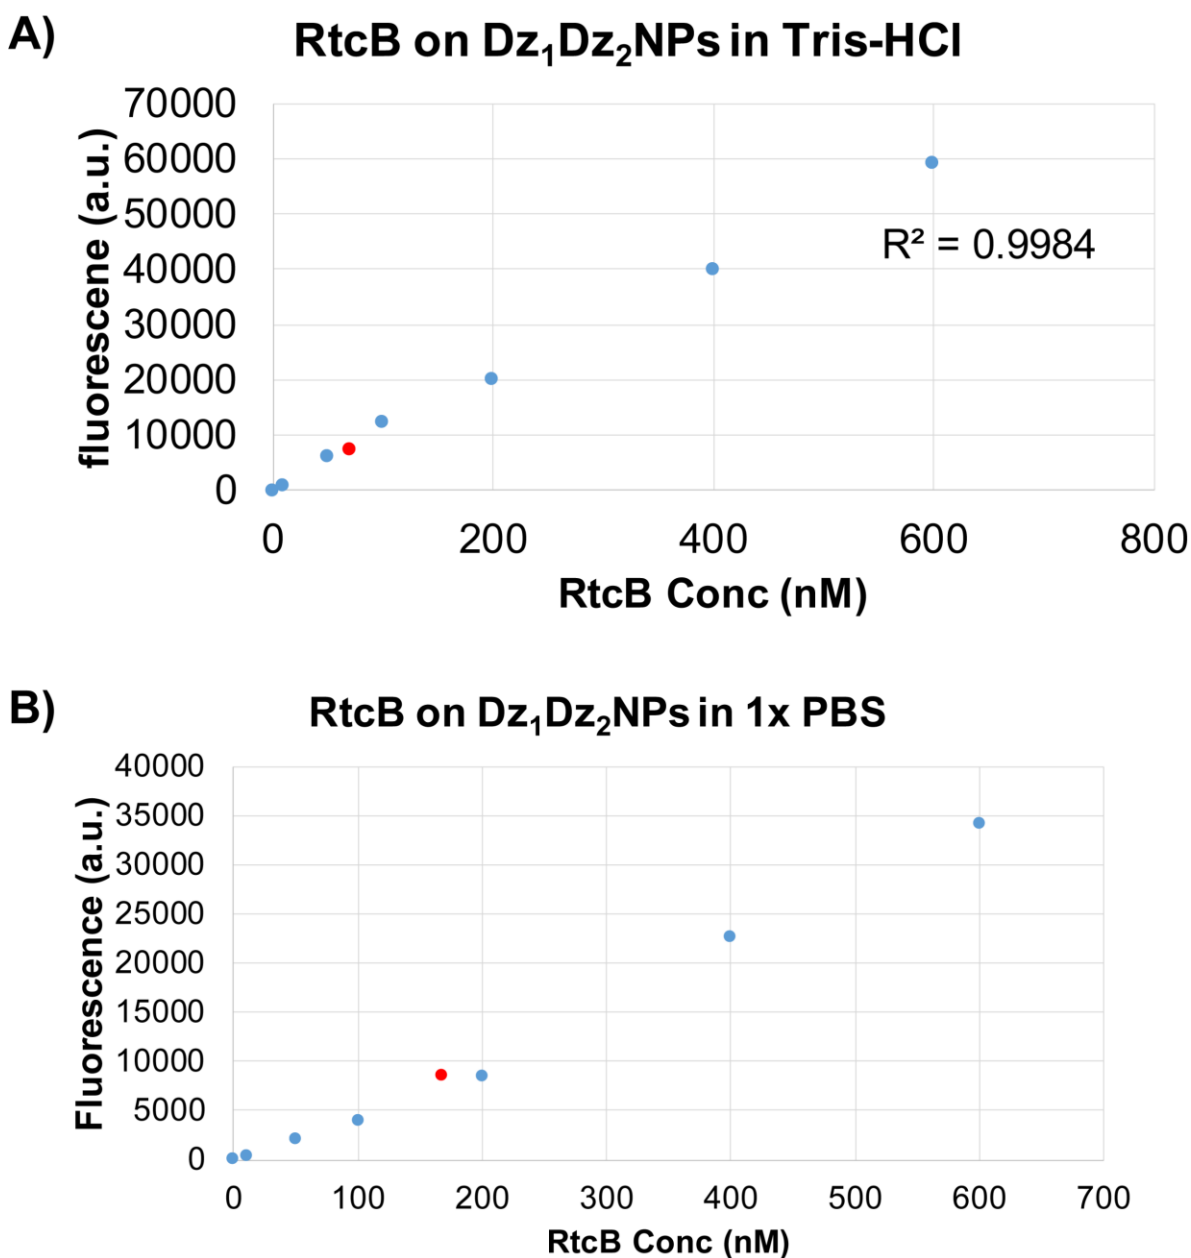 A)
RtcB on Dz₁Dz₂NPs in Tris-HCl
70000
60000
50000
40000
30000
20000
10000
0
fluorescene (a.u.)
R² = 0.9984
0 200 400 600 800
RtcB Conc (nM)
B)
RtcB on Dz₁Dz₂NPs in 1x PBS
40000
35000
30000
25000
20000
15000
10000
5000
0
Fluorescence (a.u.)
0 100 200 300 400 500 600 700
RtcB Conc (nM)